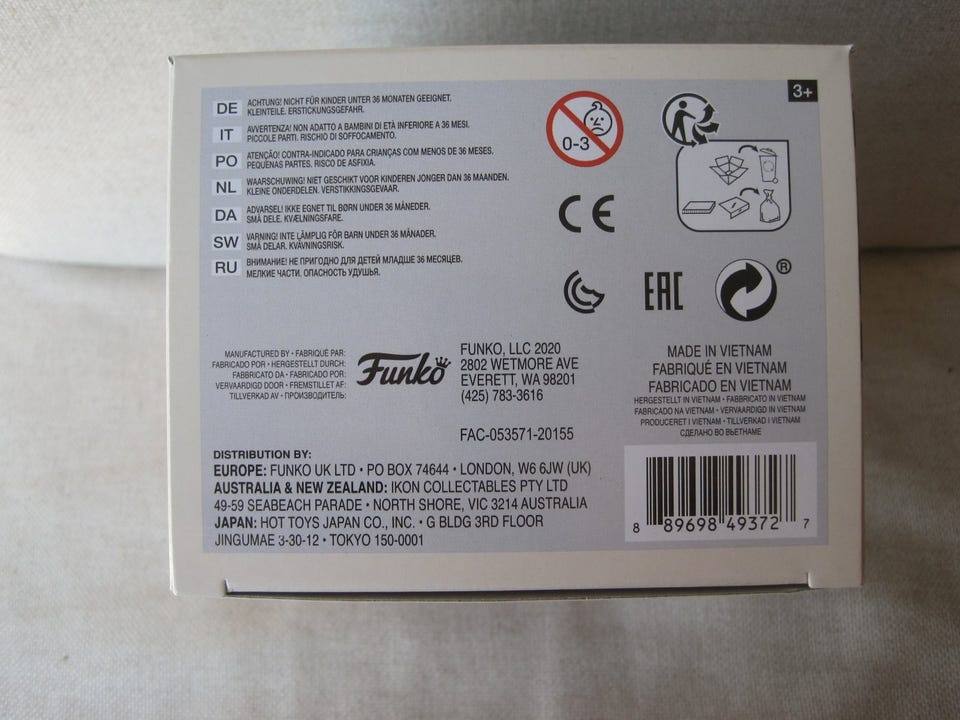 3+
DE
ACHTUNG! NICHT FÜR KINDER UNTER 36 MONATEN GEEIGNET.
KLEINTEILE. ERSTICKUNGSGEFAHR.
IT
AVVERTENZA! NON ADATTO A BAMBINI DI ETÀ INFERIORE A 36 MESI.
PICCOLE PARTI. RISCHIO DI SOFFOCAMENTO.
PO
ATENÇÃO! CONTRA-INDICADO PARA CRIANÇAS COM MENOS DE 36 MESES.
PEQUENAS PARTES. RISCO DE ASFIXIA.
NL
WAARSCHUWING! NIET GESCHIKT VOOR KINDEREN JONGER DAN 36 MAANDEN.
KLEINE ONDERDELEN. VERSTIKKINGSGEVAAR.
DA
ADVARSEL! IKKE EGNET TIL BØRN UNDER 36 MÅNEDER.
SMÅ DELE. KVÆLNINGSFARE.
SW
VARNING! INTE LÄMPLIG FÖR BARN UNDER 36 MÅNADER.
SMÅ DELAR. KVÄVNINGSRISK.
RU
ВНИМАНИЕ! НЕ ПРИГОДНО ДЛЯ ДЕТЕЙ МЛАДШЕ 36 МЕСЯЦЕВ.
МЕЛКИЕ ЧАСТИ. ОПАСНОСТЬ УДУШЬЯ.
0-3
CE
EAC
®
MANUFACTURED BY • FABRIQUÉ PAR:
FABRICADO POR • HERGESTELLT DURCH:
FABBRICATO DA • FABRICADO POR:
VERVAARDIGD DOOR • FREMSTILLET AF:
TILLVERKAD AV • ПРОИЗВОДИТЕЛЬ:
Funko
FUNKO, LLC 2020
2802 WETMORE AVE
EVERETT, WA 98201
(425) 783-3616
FAC-053571-20155
MADE IN VIETNAM
FABRIQUÉ EN VIETNAM
FABRICADO EN VIETNAM
HERGESTELLT IN VIETNAM • FABBRICATO IN VIETNAM
FABRICADO NA VIETNAM • VERVAARDIGD IN VIETNAM
PRODUCERET I VIETNAM • TILLVERKAD I VIETNAM
СДЕЛАНО ВО ВЬЕТНАМЕ
DISTRIBUTION BY:
EUROPE: FUNKO UK LTD • PO BOX 74644 • LONDON, W6 6JW (UK)
AUSTRALIA & NEW ZEALAND: IKON COLLECTABLES PTY LTD
49-59 SEABEACH PARADE • NORTH SHORE, VIC 3214 AUSTRALIA
JAPAN: HOT TOYS JAPAN CO., INC. • G BLDG 3RD FLOOR
JINGUMAE 3-30-12 • TOKYO 150-0001
8 89698 49372 7